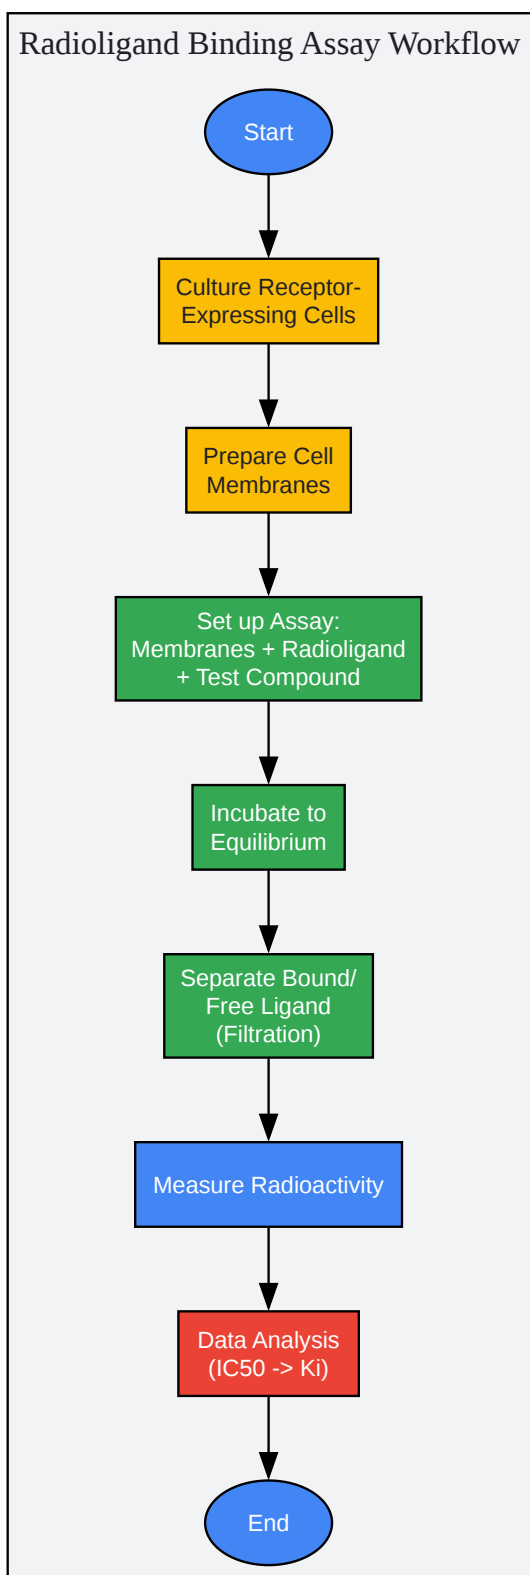 Radioligand Binding Assay Workflow
Start
Culture Receptor-
Expressing Cells
Prepare Cell
Membranes
Set up Assay:
Membranes + Radioligand
+ Test Compound
Incubate to
Equilibrium
Separate Bound/
Free Ligand
(Filtration)
Measure Radioactivity
Data Analysis
(IC50 -> Ki)
End